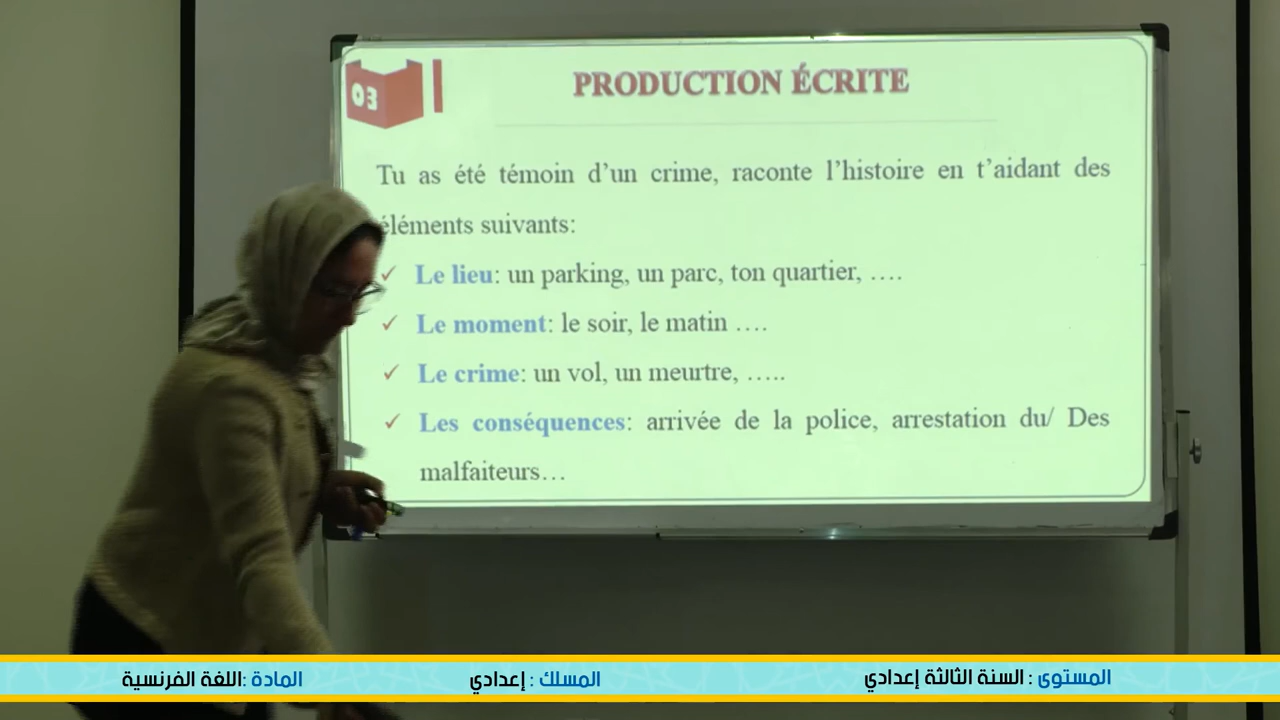 03
PRODUCTION ÉCRITE
Tu as été témoin d'un crime, raconte l'histoire en t'aidant des
éléments suivants:
✓ Le lieu: un parking, un parc, ton quartier, ….
✓ Le moment: le soir, le matin ….
✓ Le crime: un vol, un meurtre, …..
✓ Les conséquences: arrivée de la police, arrestation du/ Des
malfaiteurs…
المستوى : السنة الثالثة إعدادي المسلك : إعدادي المادة :اللغة الفرنسية